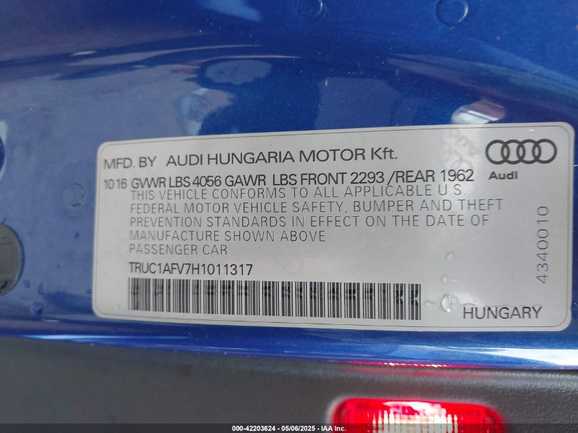 MFD. BY AUDI HUNGARIA MOTOR Kft.
10 16 GVWR LBS 4056 GAWR LBS FRONT 2293 / REAR 1962
Audi
THIS VEHICLE CONFORMS TO ALL APPLICABLE U S
FEDERAL MOTOR VEHICLE SAFETY, BUMPER AND THEFT
PREVENTION STANDARDS IN EFFECT ON THE DATE OF
MANUFACTURE SHOWN ABOVE
PASSENGER CAR
TRUC1AFV7H1011317
4340010
HUNGARY
000-42203624 | 05/06/2025 | IAA Inc.